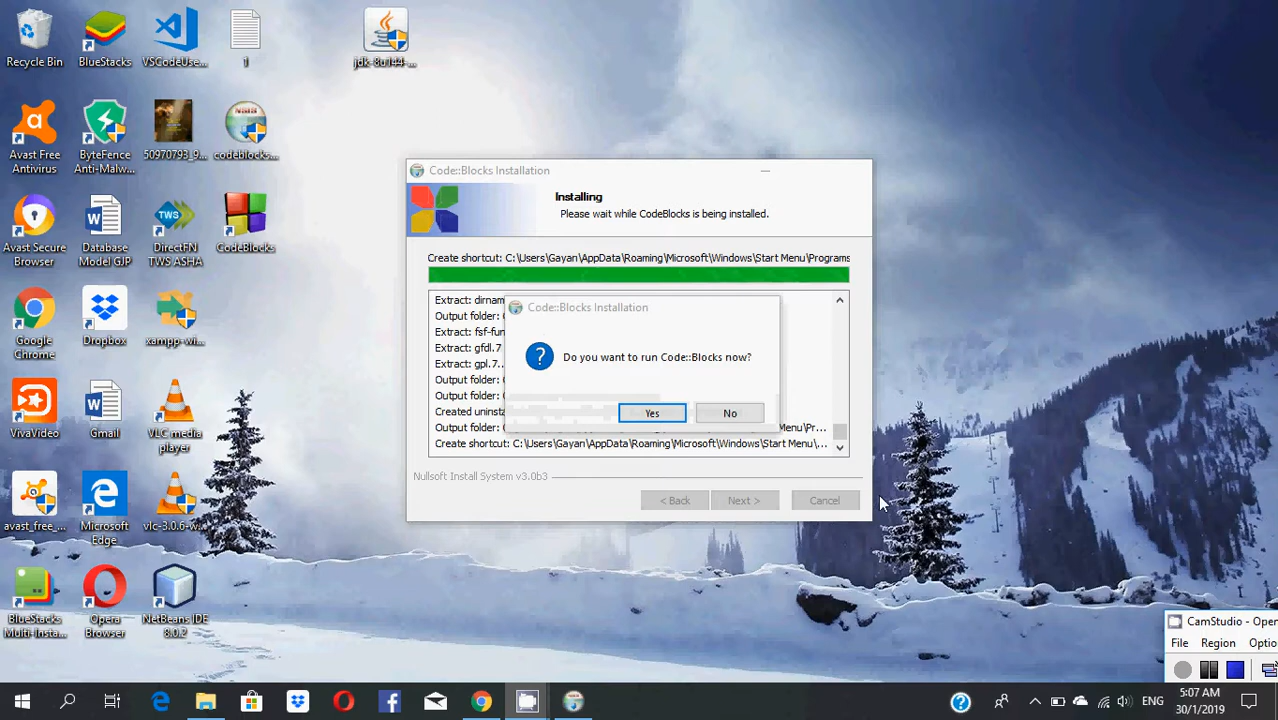 Recycle Bin
BlueStacks
VSCodeUse...
1
jdk-8u144-...
Avast Free
Antivirus
ByteFence
Anti-Malw...
50970793_9...
NSIS
codeblocks...
Avast Secure
Browser
Database
Model GJP
TWS
DirectFN
TWS ASHA
CodeBlocks
Google
Chrome
Dropbox
xampp-wi...
VivaVideo
Gmail
VLC media
player
avast_free_...
Microsoft
Edge
vlc-3.0.6-w...
BlueStacks
Multi-Insta...
Opera
Browser
NetBeans IDE
8.0.2
Code::Blocks Installation
Installing
Please wait while CodeBlocks is being installed.
Create shortcut: C:\Users\Gayan\AppData\Roaming\Microsoft\Windows\Start Menu\Programs
Extract: dirnam
Output folder:
Extract: fsf-fun
Extract: gfdl.7
Extract: gpl.7..
Output folder:
Output folder:
Created uninsta
Output folder:
Menu\Pr...
Create shortcut: C:\Users\Gayan\AppData\Roaming\Microsoft\Windows\Start Menu\...
Code::Blocks Installation
Do you want to run Code::Blocks now?
Yes
No
Nullsoft Install System v3.0b3
< Back
Next >
Cancel
CamStudio - Open
File Region Optio
ENG
5:07 AM
30/1/2019